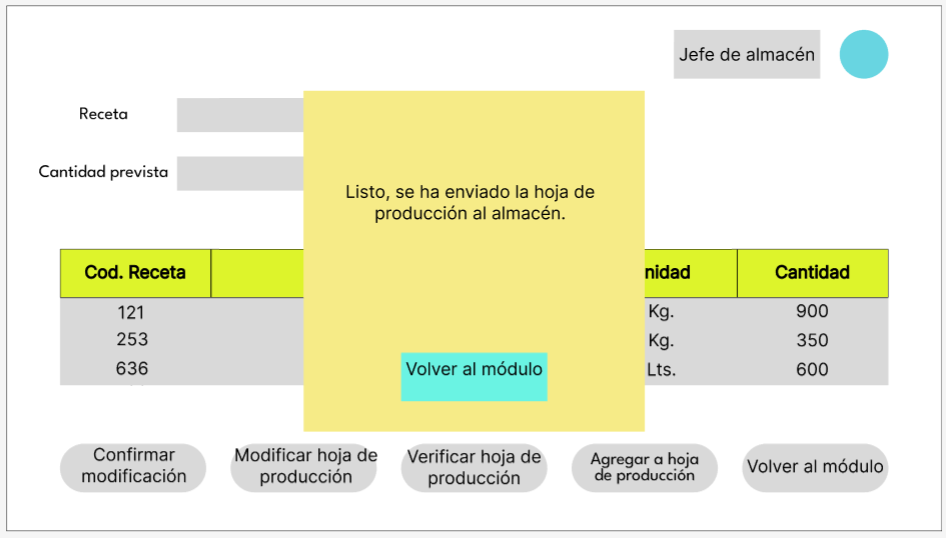 Jefe de almacén
Receta
Cantidad prevista
Listo, se ha enviado la hoja de
producción al almacén.
Cod. Receta nidad Cantidad
121 Kg. 900
253 Kg. 350
636 Lts. 600
Volver al módulo
Confirmar
modificación
Modificar hoja de
producción
Verificar hoja de
producción
Agregar a hoja
de producción
Volver al módulo